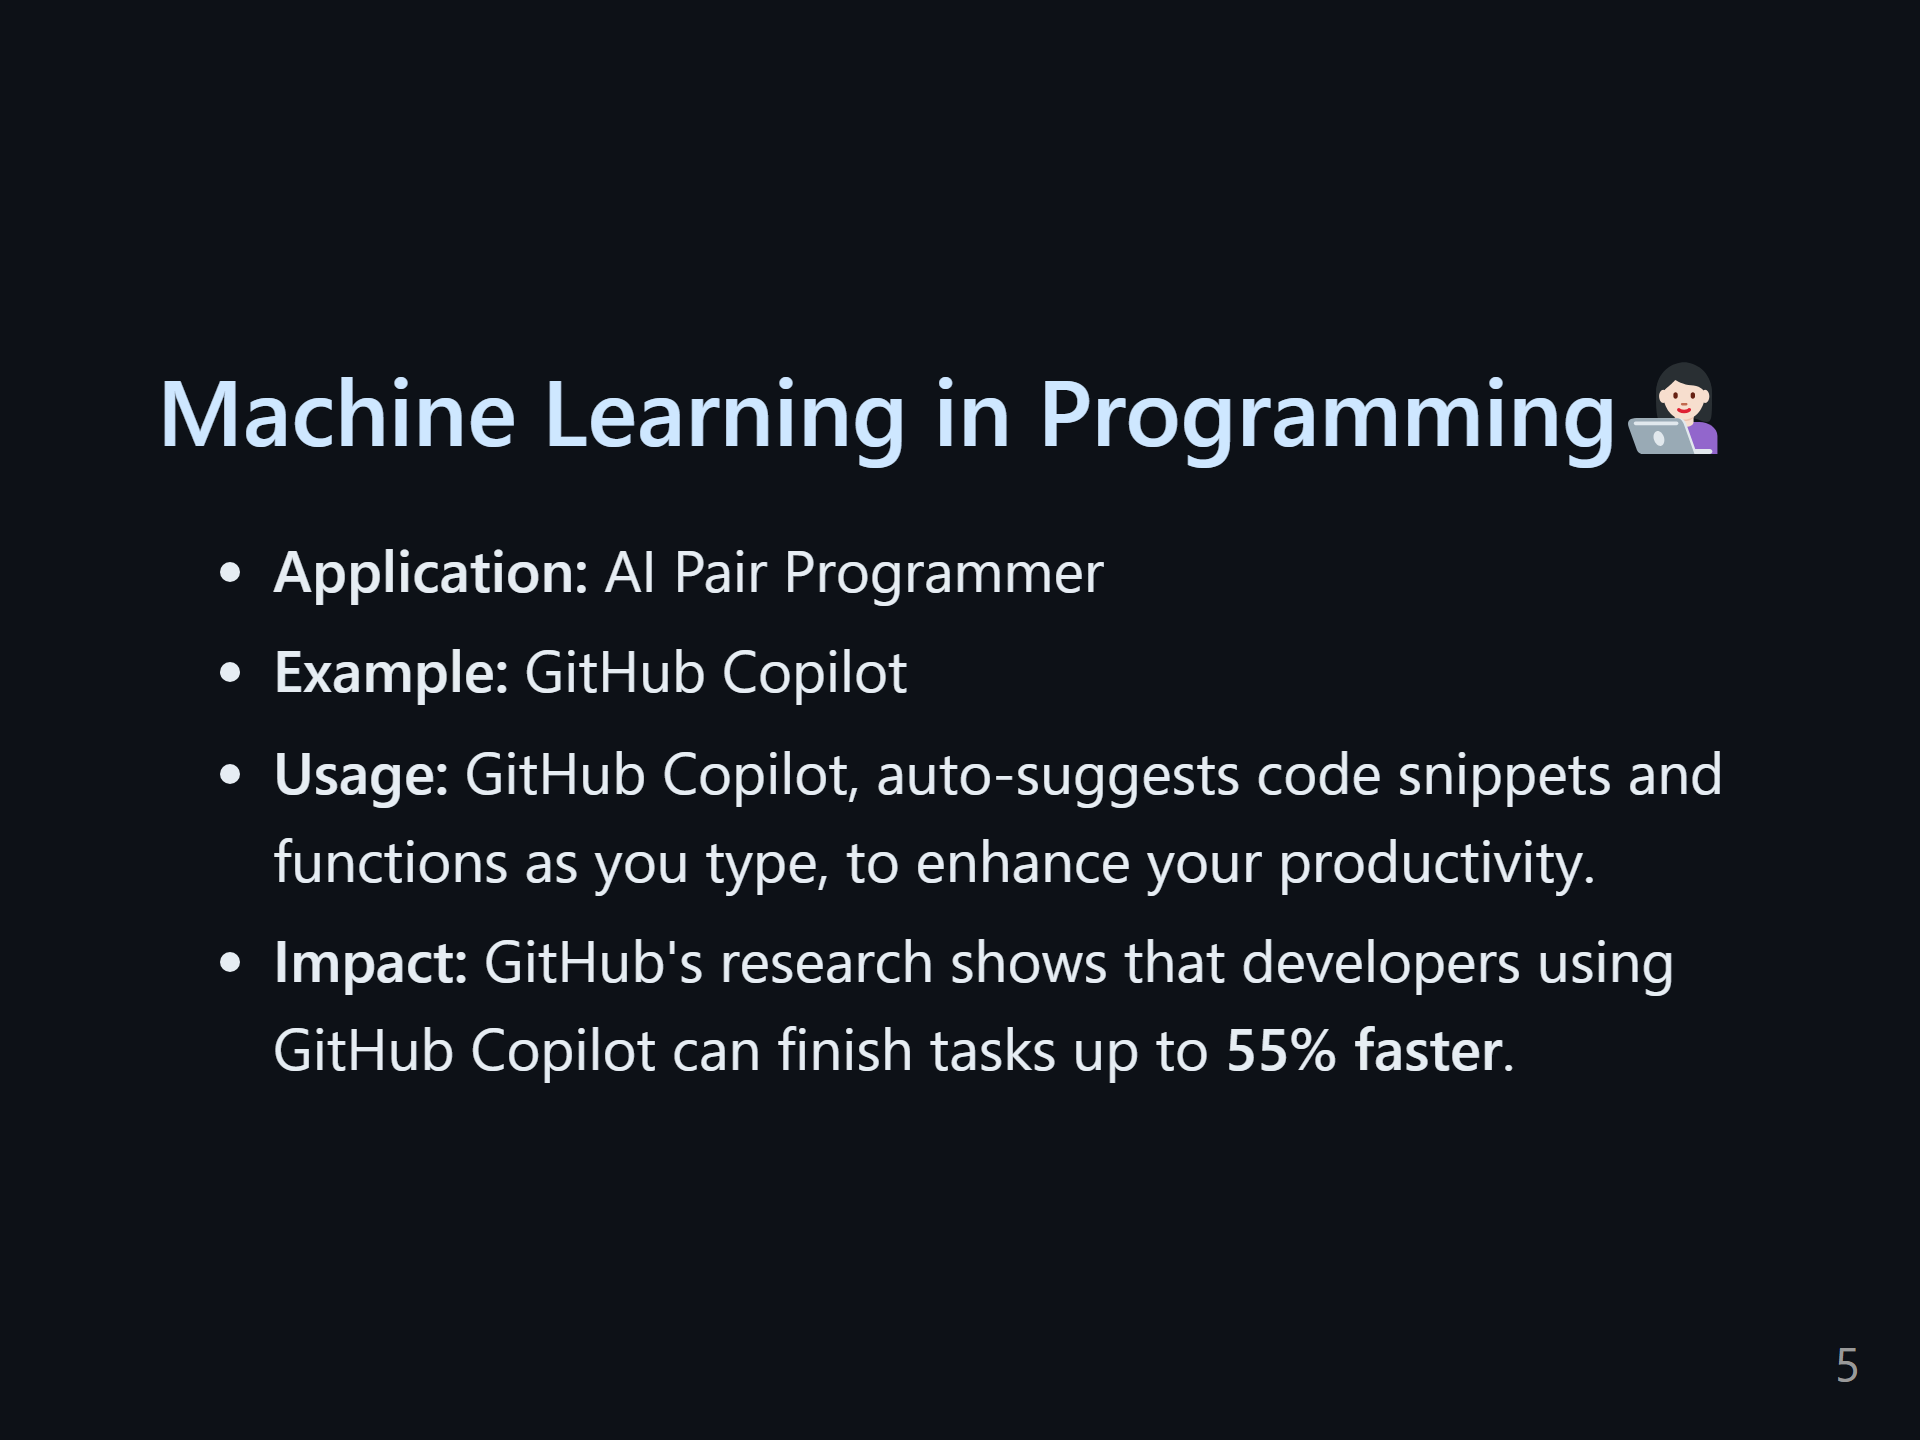 Machine Learning in Programming
• Application: AI Pair Programmer
• Example: GitHub Copilot
• Usage: GitHub Copilot, auto-suggests code snippets and
functions as you type, to enhance your productivity.
• Impact: GitHub's research shows that developers using
GitHub Copilot can finish tasks up to 55% faster.
5